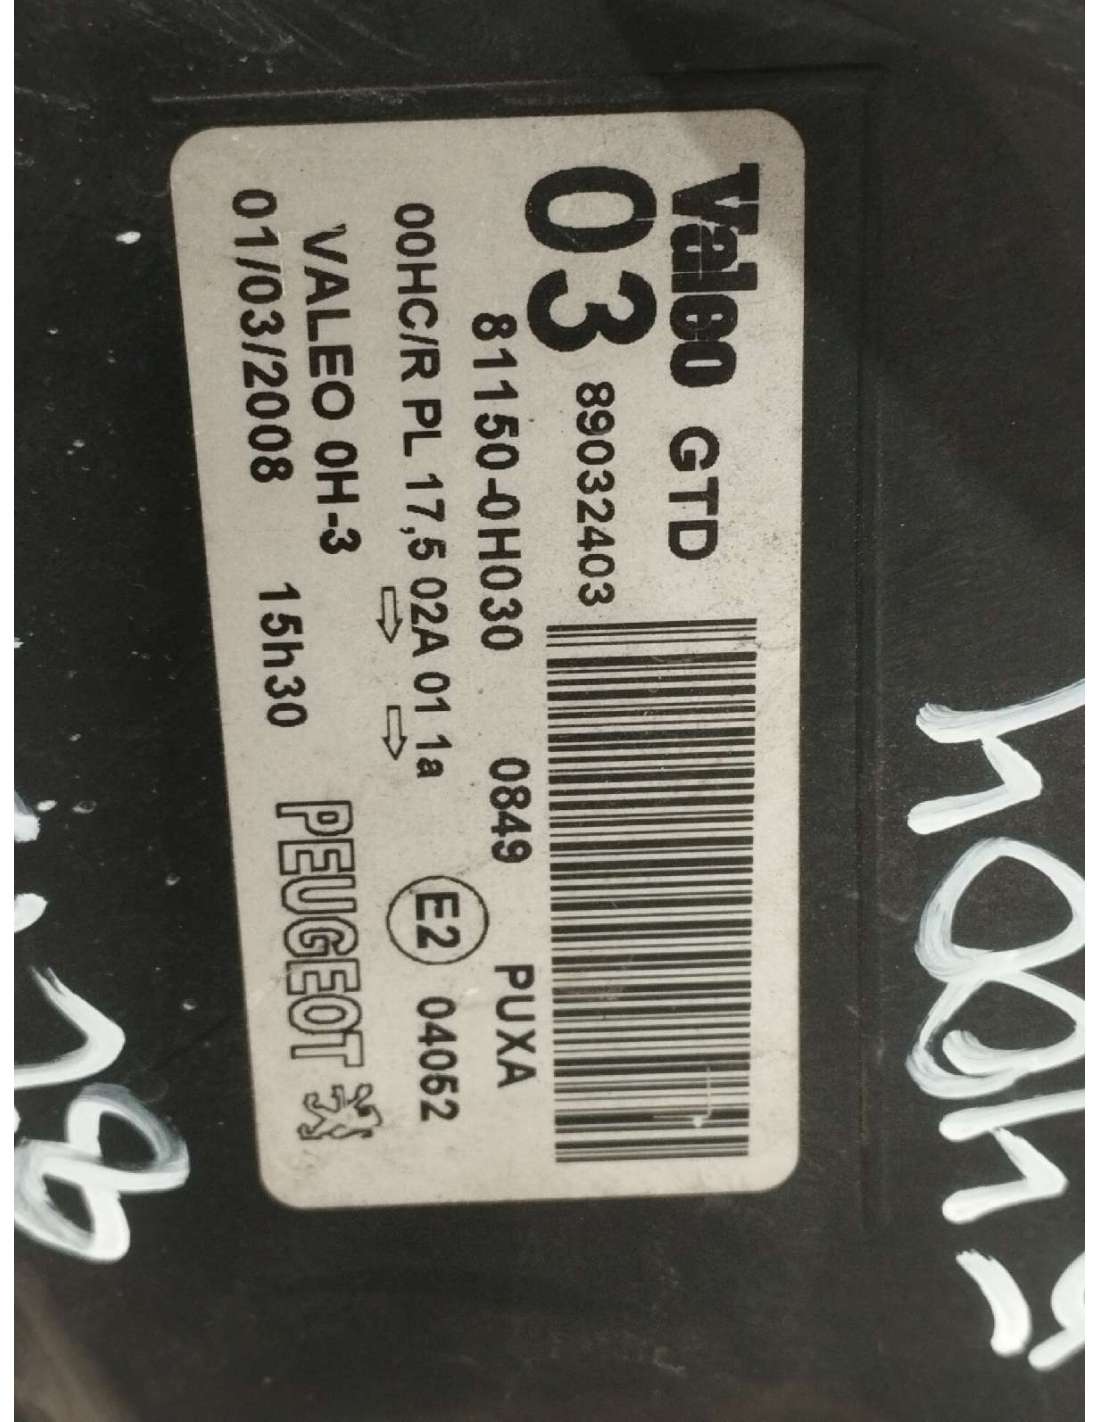 Valeo GTD
03 89032403
81150-0H030 0849 PUXA
00HC/R PL 17,5 02A 01 1a E2 04052
VALEO 0H-3
01/03/2008 15h30 PEUGEOT